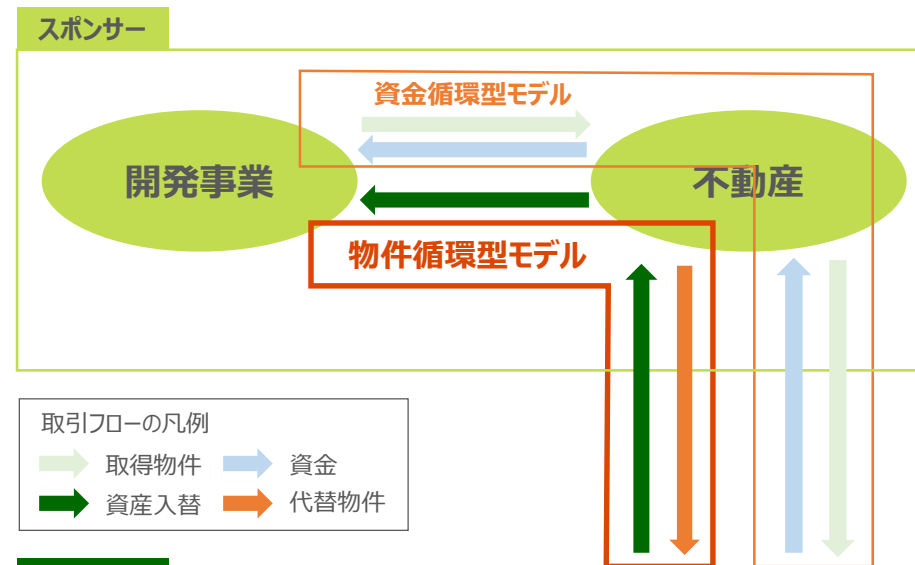 スポンサー
資金循環型モデル
開発事業
不動産
物件循環型モデル
取引フローの凡例
取得物件
資金
資産入替
代替物件